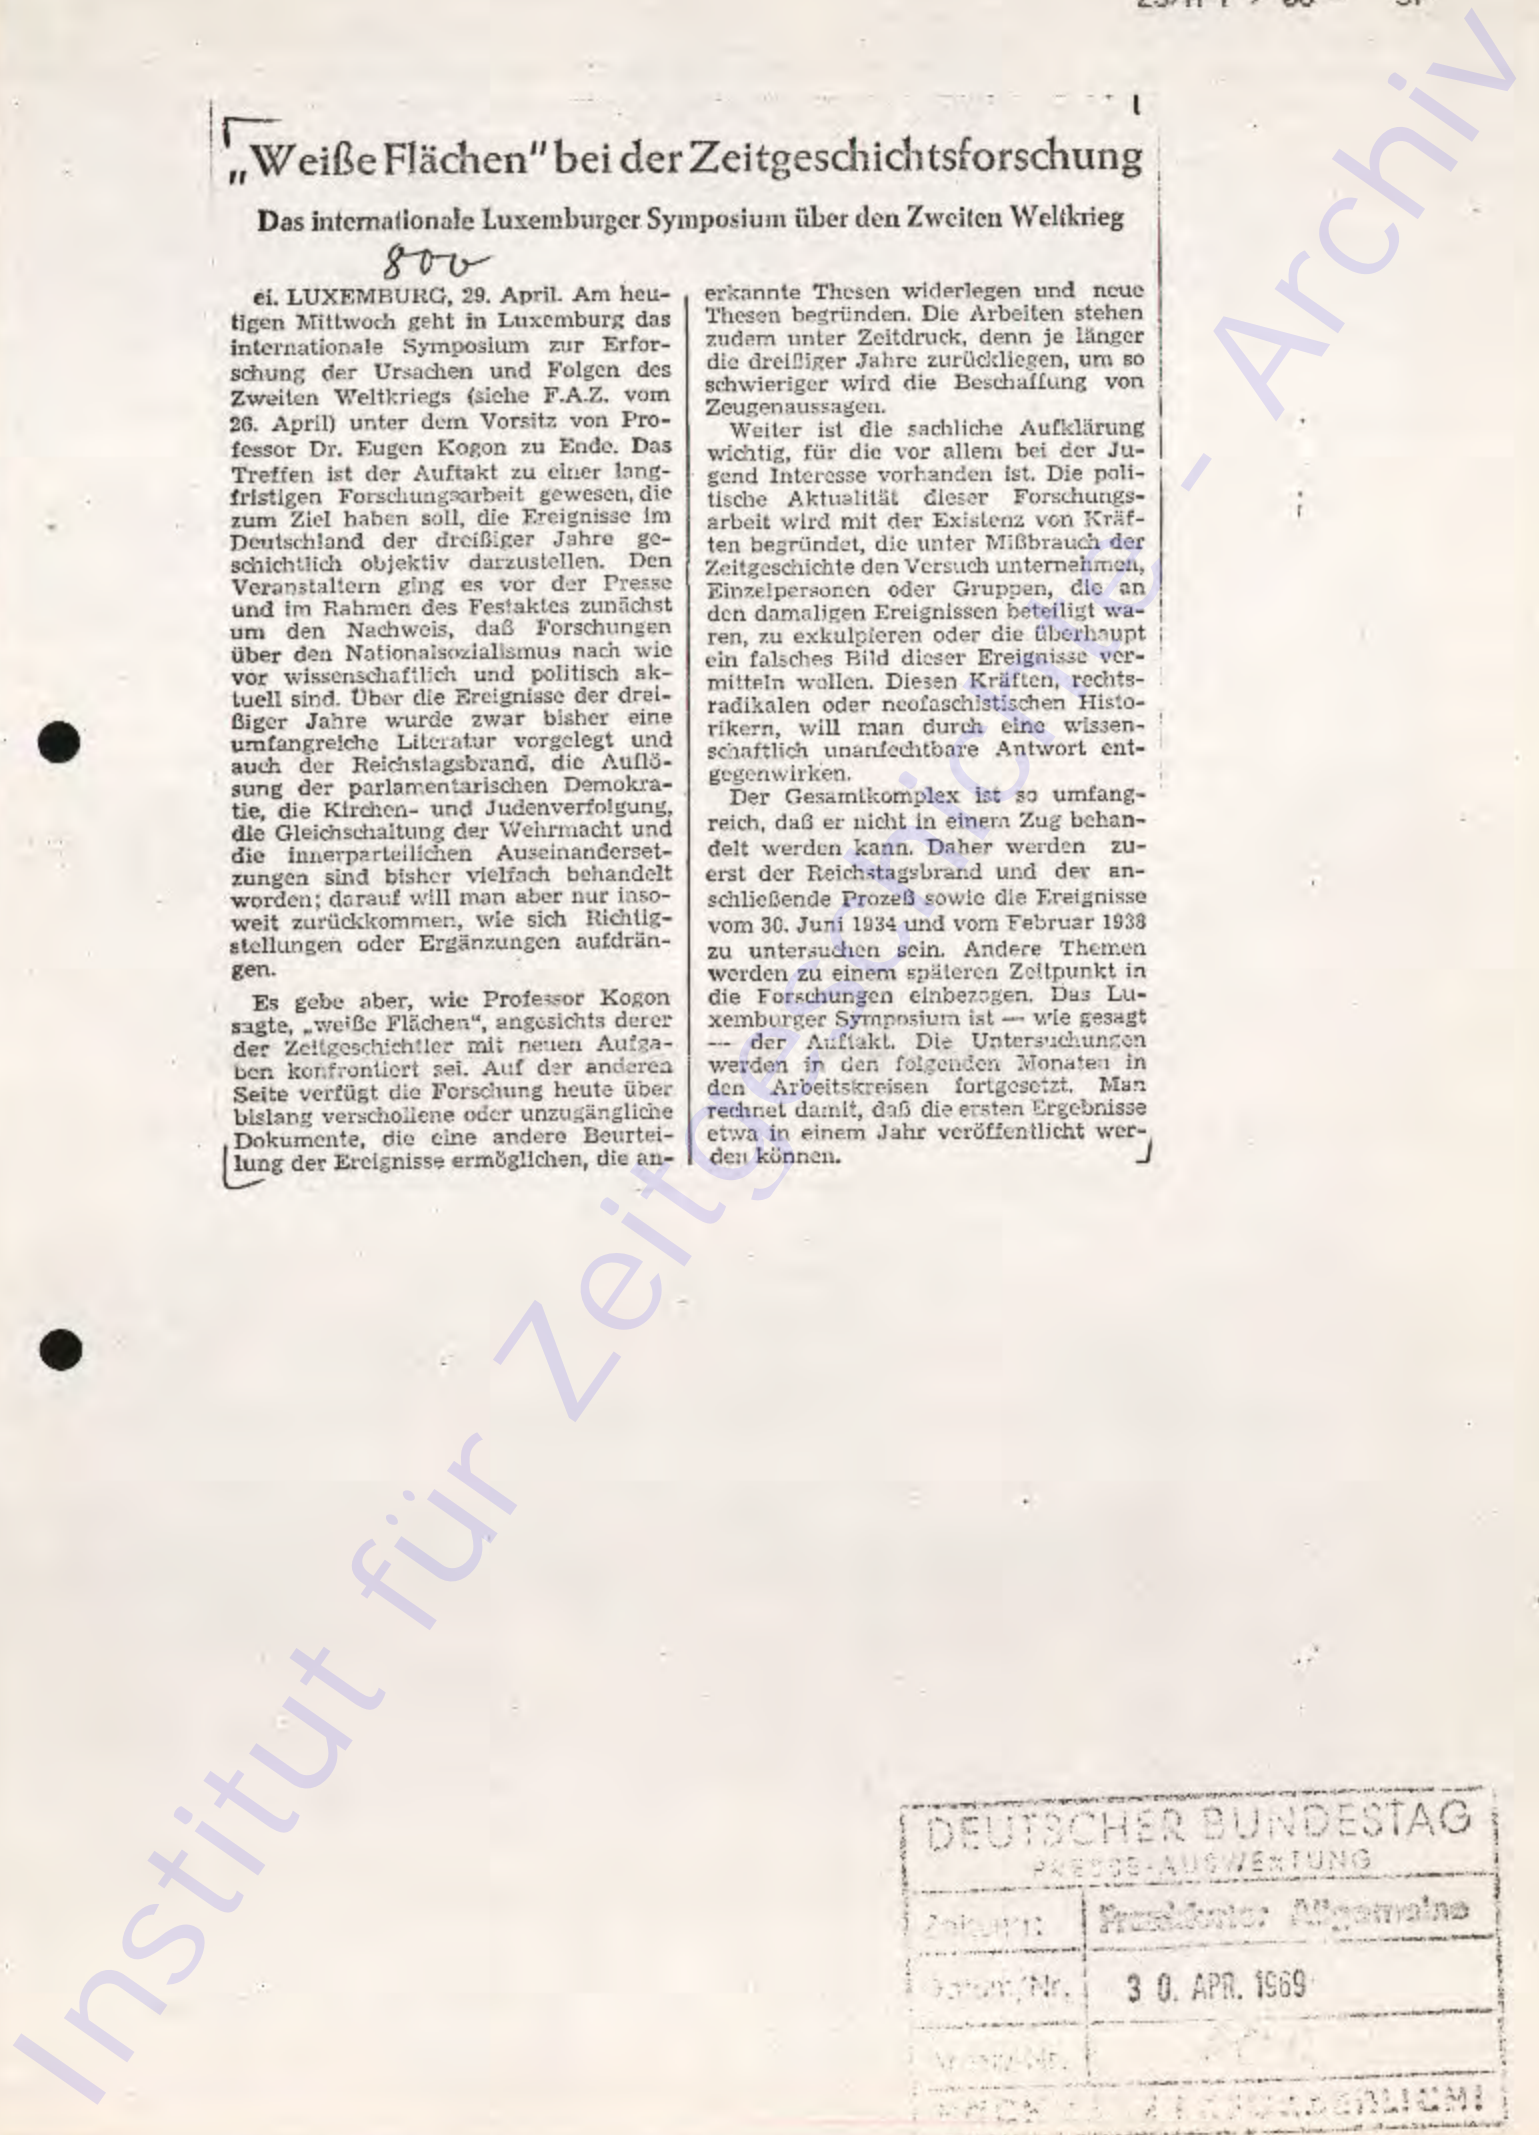 „Weiße Flächen" bei der Zeitgeschichtsforschung
Das internationale Luxemburger Symposium über den Zweiten Weltkrieg
800
ei. LUXEMBURG, 29. April. Am heu-
tigen Mittwoch geht in Luxemburg das
internationale Symposium zur Erfor-
schung der Ursachen und Folgen des
Zweiten Weltkriegs (siehe F.A.Z. vom
26. April) unter dem Vorsitz von Pro-
fessor Dr. Eugen Kogon zu Ende. Das
Treffen ist der Auftakt zu einer lang-
fristigen Forschungsarbeit gewesen, die
zum Ziel haben soll, die Ereignisse im
Deutschland der dreißiger Jahre ge-
schichtlich objektiv darzustellen. Den
Veranstaltern ging es vor der Presse
und im Rahmen des Festaktes zunächst
um den Nachweis, daß Forschungen
über den Nationalsozialismus nach wie
vor wissenschaftlich und politisch ak-
tuell sind. Über die Ereignisse der drei-
ßiger Jahre wurde zwar bisher eine
umfangreiche Literatur vorgelegt und
auch der Reichstagsbrand, die Auflö-
sung der parlamentarischen Demokra-
tie, die Kirchen- und Judenverfolgung,
die Gleichschaltung der Wehrmacht und
die innerparteilichen Auseinanderset-
zungen sind bisher vielfach behandelt
worden; darauf will man aber nur inso-
weit zurückkommen, wie sich Richtig-
stellungen oder Ergänzungen aufdrän-
gen.
Es gebe aber, wie Professor Kogon
sagte, „weiße Flächen“, angesichts derer
der Zeitgeschichtler mit neuen Aufga-
ben konfrontiert sei. Auf der anderen
Seite verfügt die Forschung heute über
bislang verschollene oder unzugängliche
Dokumente, die eine andere Beurtei-
lung der Ereignisse ermöglichen, die an-
erkannte Thesen widerlegen und neue
Thesen begründen. Die Arbeiten stehen
zudem unter Zeitdruck, denn je länger
die dreißiger Jahre zurückliegen, um so
schwieriger wird die Beschaffung von
Zeugenaussagen.
Weiter ist die sachliche Aufklärung
wichtig, für die vor allem bei der Ju-
gend Interesse vorhanden ist. Die poli-
tische Aktualität dieser Forschungs-
arbeit wird mit der Existenz von Kräf-
ten begründet, die unter Mißbrauch der
Zeitgeschichte den Versuch unternehmen,
Einzelpersonen oder Gruppen, die an
den damaligen Ereignissen beteiligt wa-
ren, zu exkulpieren oder die überhaupt
ein falsches Bild dieser Ereignisse ver-
mitteln wollen. Diesen Kräften, rechts-
radikalen oder neofaschistischen Histo-
rikern, will man durch eine wissen-
schaftlich unanfechtbare Antwort ent-
gegenwirken.
Der Gesamtkomplex ist so umfang-
reich, daß er nicht in einem Zug behan-
delt werden kann. Daher werden zu-
erst der Reichstagsbrand und der an-
schließende Prozeß sowie die Ereignisse
vom 30. Juni 1934 und vom Februar 1938
zu untersuchen sein. Andere Themen
werden zu einem späteren Zeitpunkt in
die Forschungen einbezogen. Das Lu-
xemburger Symposium ist — wie gesagt
— der Auftakt. Die Untersuchungen
werden in den folgenden Monaten in
den Arbeitskreisen fortgesetzt. Man
rechnet damit, daß die ersten Ergebnisse
etwa in einem Jahr veröffentlicht wer-
den können.
Institut für Zeitgeschichte - Archiv
DEUTSCHER BUNDESTAG
PRESSE-AUSWERTUNG
Zeitung: Frankfurter Allgemeine
Datum/Nr. 30. APR. 1969